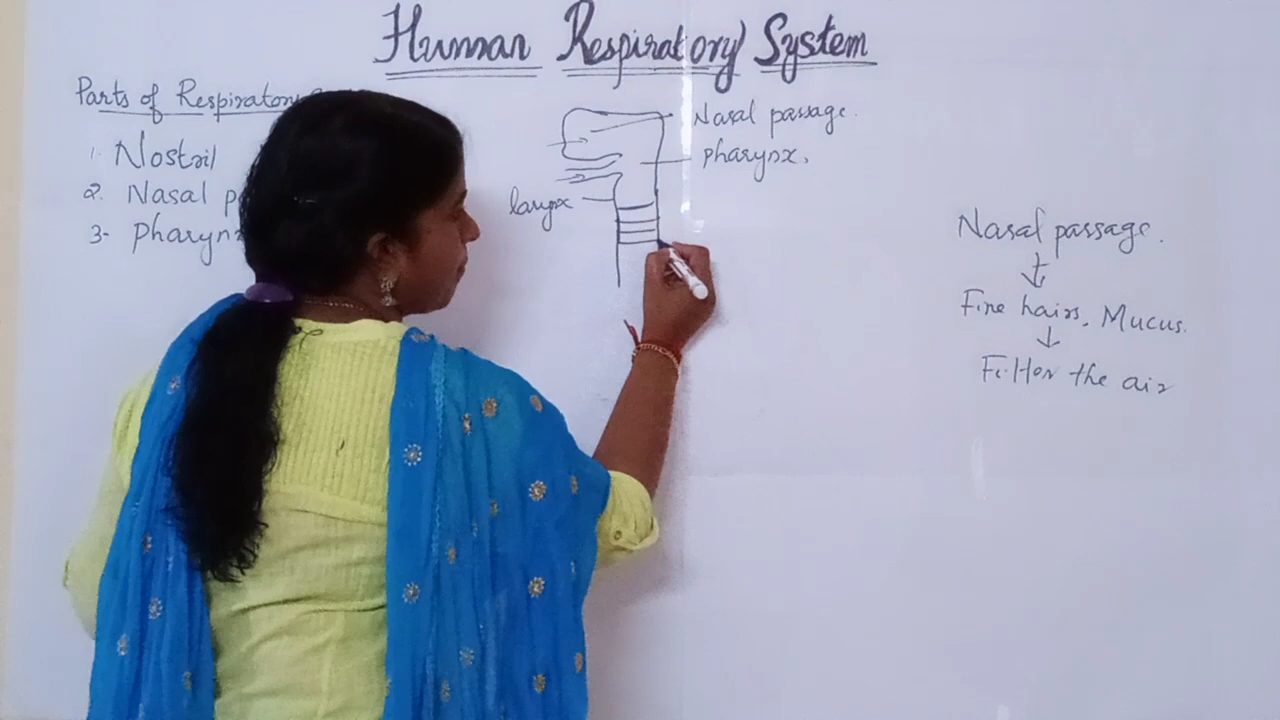 Human Respiratory System
Parts of Respiratory
1. Nostril
2. Nasal
3- Pharynx
Nasal passage.
pharynx.
larynx
Nasal passage.
Fine hairs, Mucus.
Filter the air